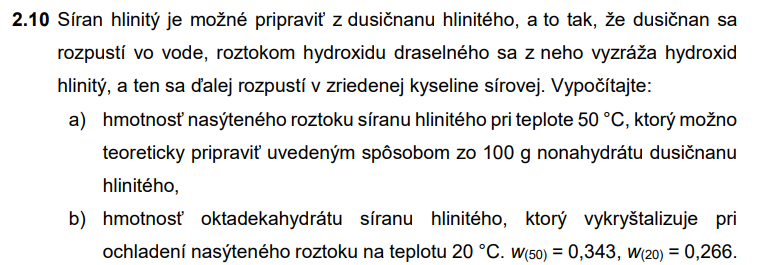 2.10 Síran hlinitý je možné pripraviť z dusičnanu hlinitého, a to tak, že dusičnan sa
rozpustí vo vode, roztokom hydroxidu draselného sa z neho vyzráža hydroxid
hlinitý, a ten sa ďalej rozpustí v zriedenej kyseline sírovej. Vypočítajte:
a) hmotnosť nasýteného roztoku síranu hlinitého pri teplote 50 °C, ktorý možno
teoreticky pripraviť uvedeným spôsobom zo 100 g nonahydrátu dusičnanu
hlinitého,
b) hmotnosť oktadekahydrátu síranu hlinitého, ktorý vykryštalizuje pri
ochladení nasýteného roztoku na teplotu 20 °C. w(50) = 0,343, w(20) = 0,266.